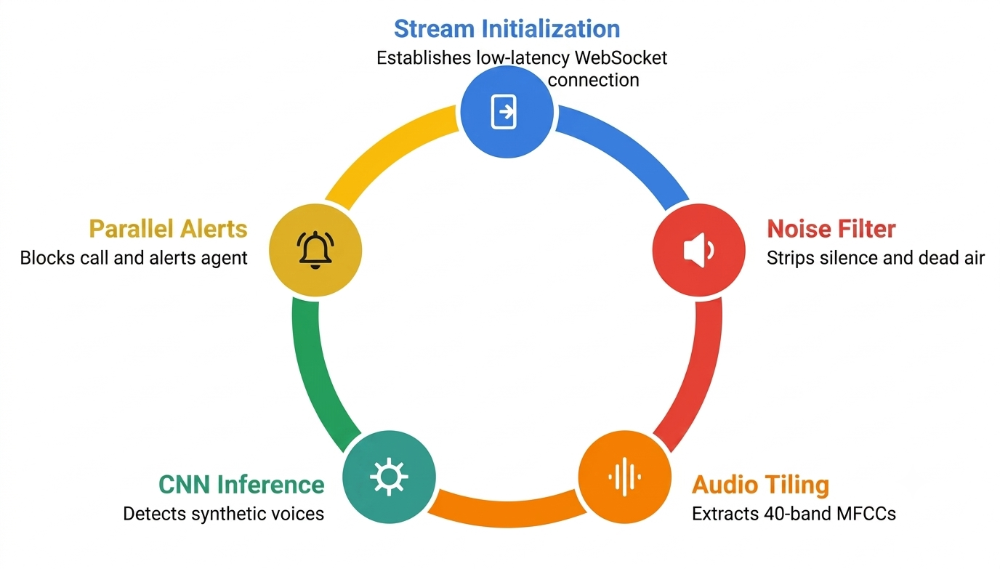 Stream Initialization
Establishes low-latency WebSocket
connection
Noise Filter
Strips silence and dead air
Audio Tiling
Extracts 40-band MFCCs
CNN Inference
Detects synthetic voices
Parallel Alerts
Blocks call and alerts agent